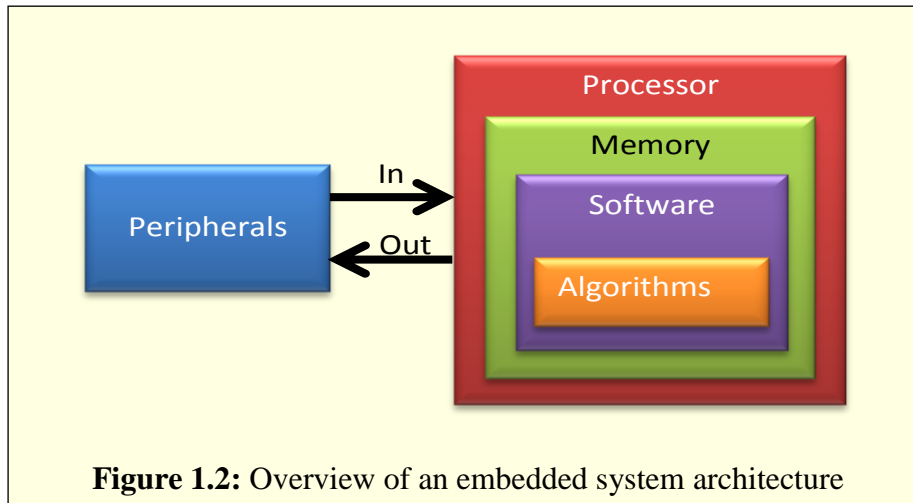 Processor
Memory
In
Software
Peripherals
Out
Algorithms
Figure 1.2: Overview of an embedded system architecture